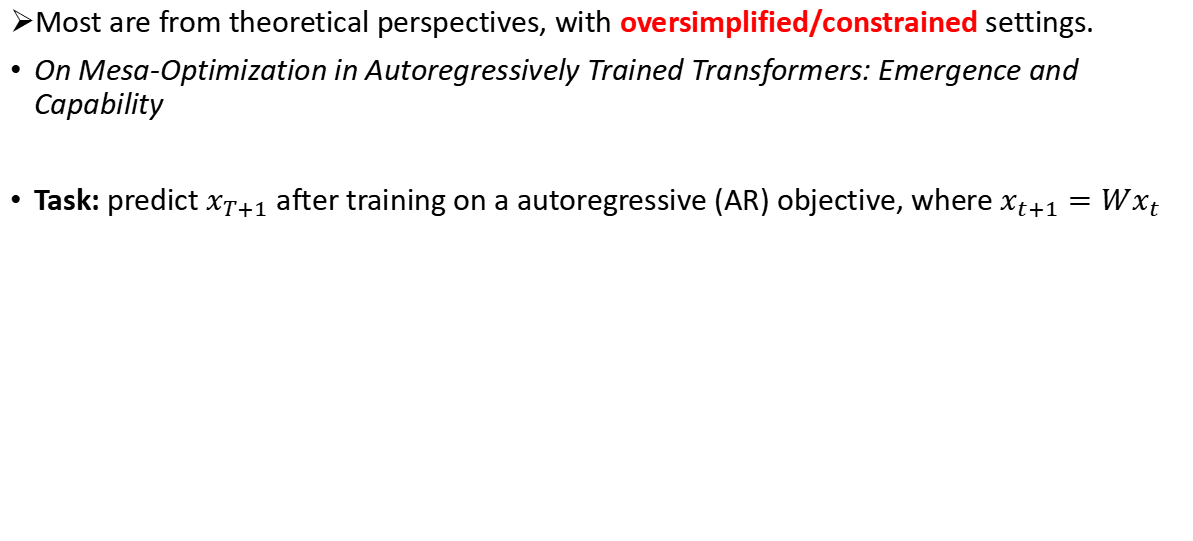 ➢Most are from theoretical perspectives, with oversimplified/constrained settings.
• On Mesa-Optimization in Autoregressively Trained Transformers: Emergence and
Capability
• Task: predict x_{T+1} after training on a autoregressive (AR) objective, where x_{t+1} = Wx_t